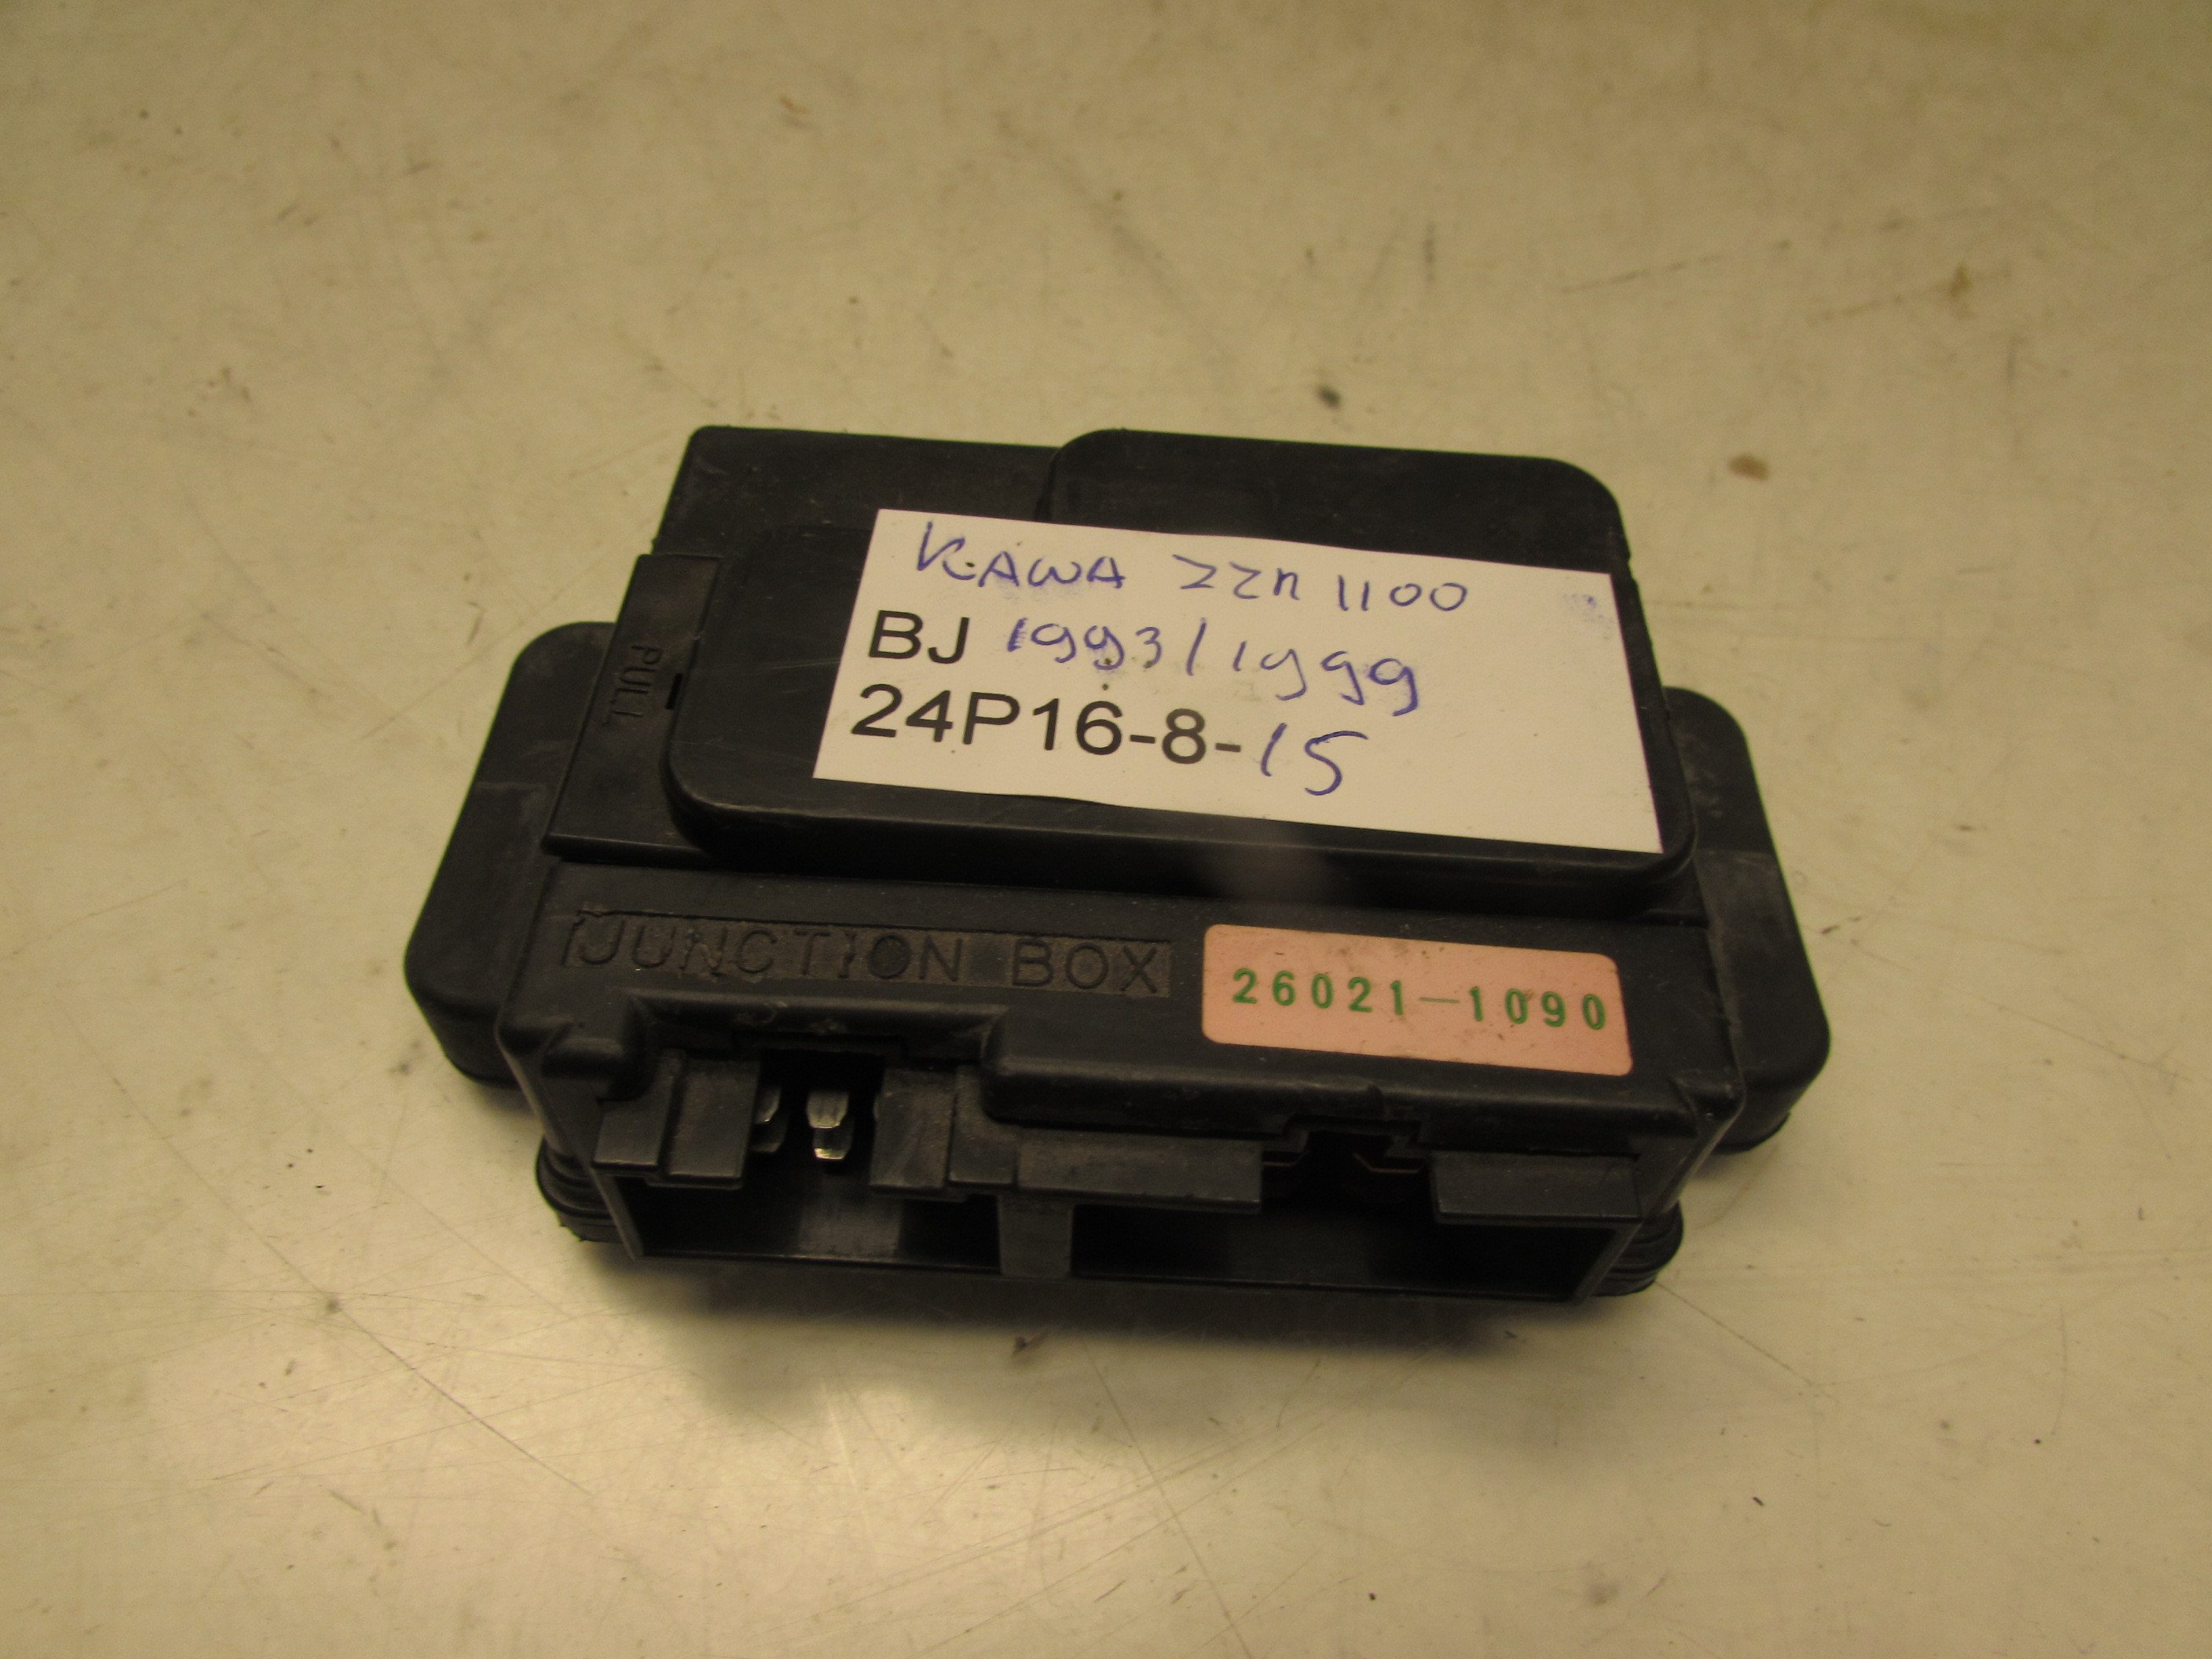 KAWA ZZR 1100
BJ 1993/1999
24P16-8-15
PULL
JUNCTION BOX
26021-1090